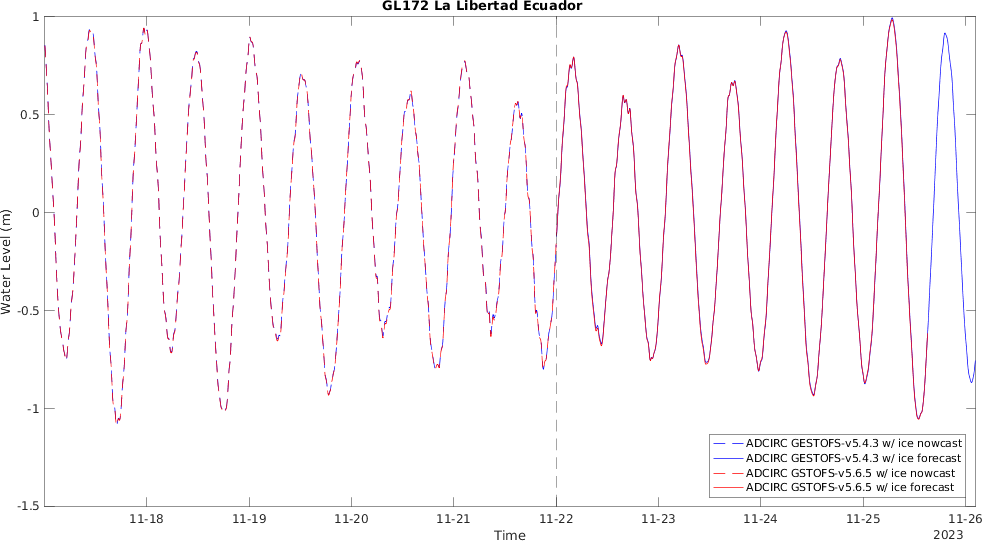 GL172 La Libertad Ecuador
1
0.5
0
-0.5
-1
-1.5
Water Level (m)
11-18
11-19
11-20
11-21
11-22
11-23
11-24
11-25
11-26
Time
2023
ADCIRC GESTOFS-v5.4.3 w/ ice nowcast
ADCIRC GESTOFS-v5.4.3 w/ ice forecast
ADCIRC GSTOFS-v5.6.5 w/ ice nowcast
ADCIRC GSTOFS-v5.6.5 w/ ice forecast